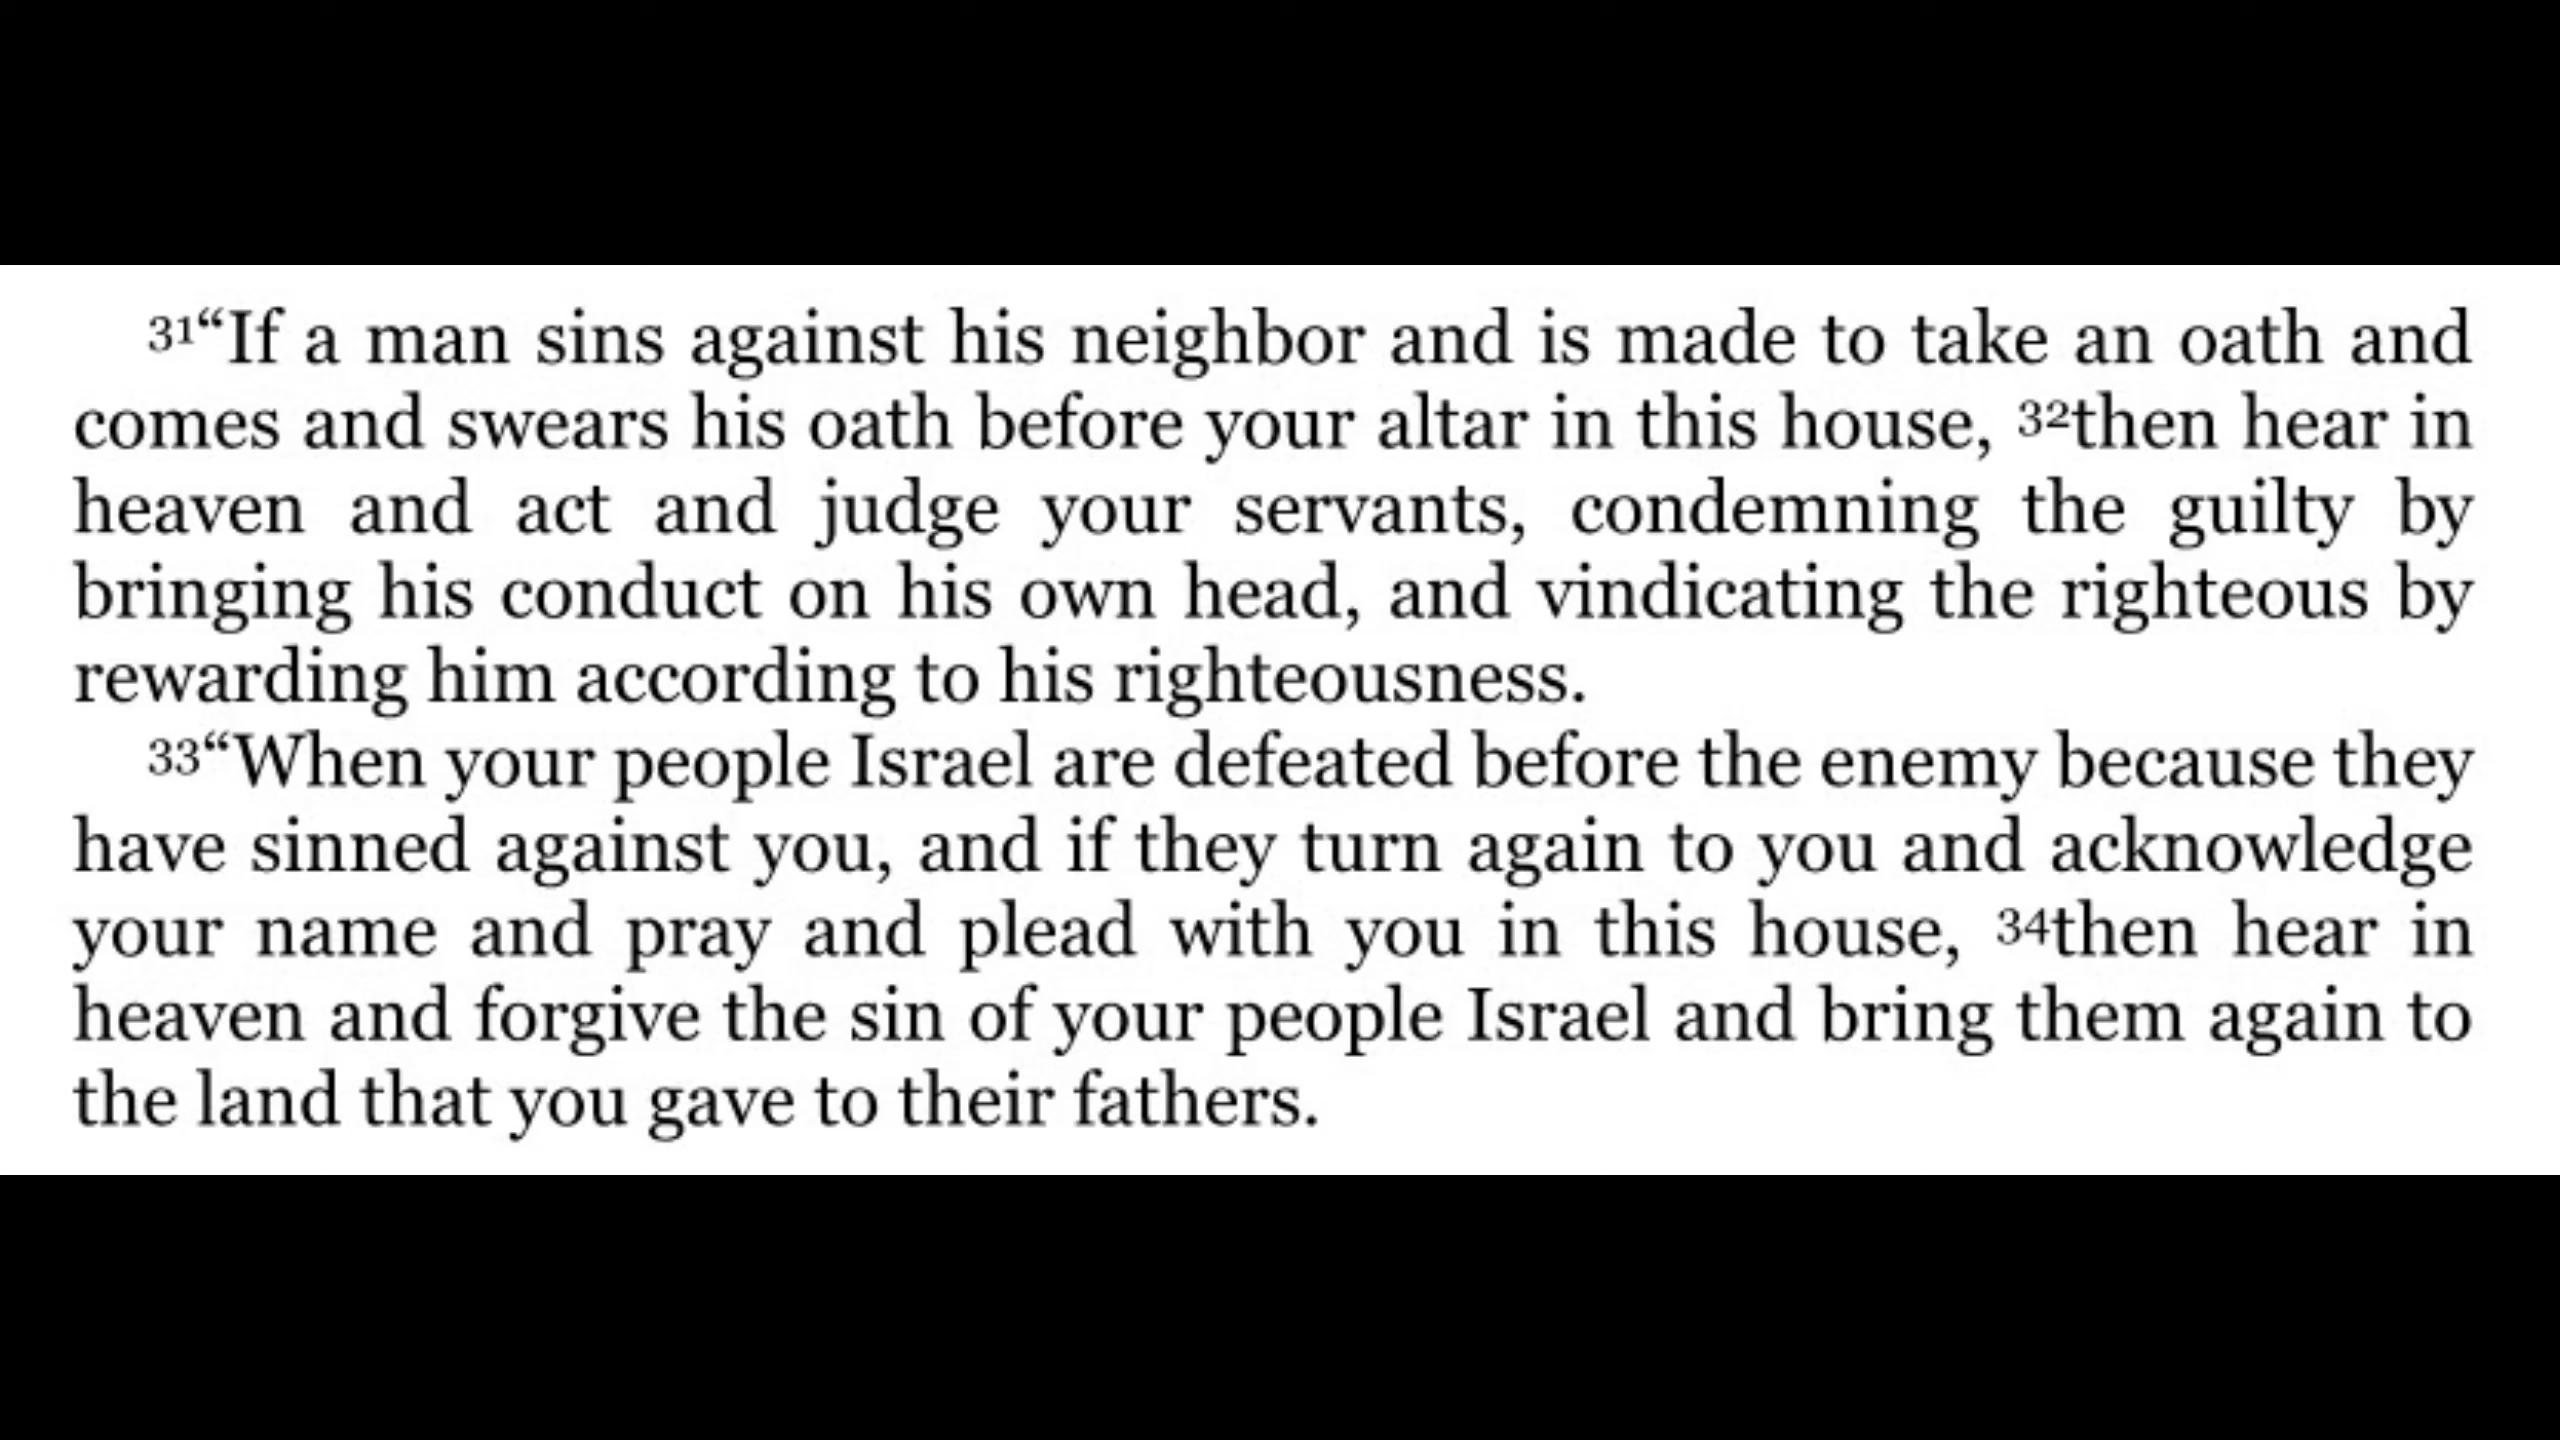 31“If a man sins against his neighbor and is made to take an oath and
comes and swears his oath before your altar in this house, 32then hear in
heaven and act and judge your servants, condemning the guilty by
bringing his conduct on his own head, and vindicating the righteous by
rewarding him according to his righteousness.
33“When your people Israel are defeated before the enemy because they
have sinned against you, and if they turn again to you and acknowledge
your name and pray and plead with you in this house, 34then hear in
heaven and forgive the sin of your people Israel and bring them again to
the land that you gave to their fathers.